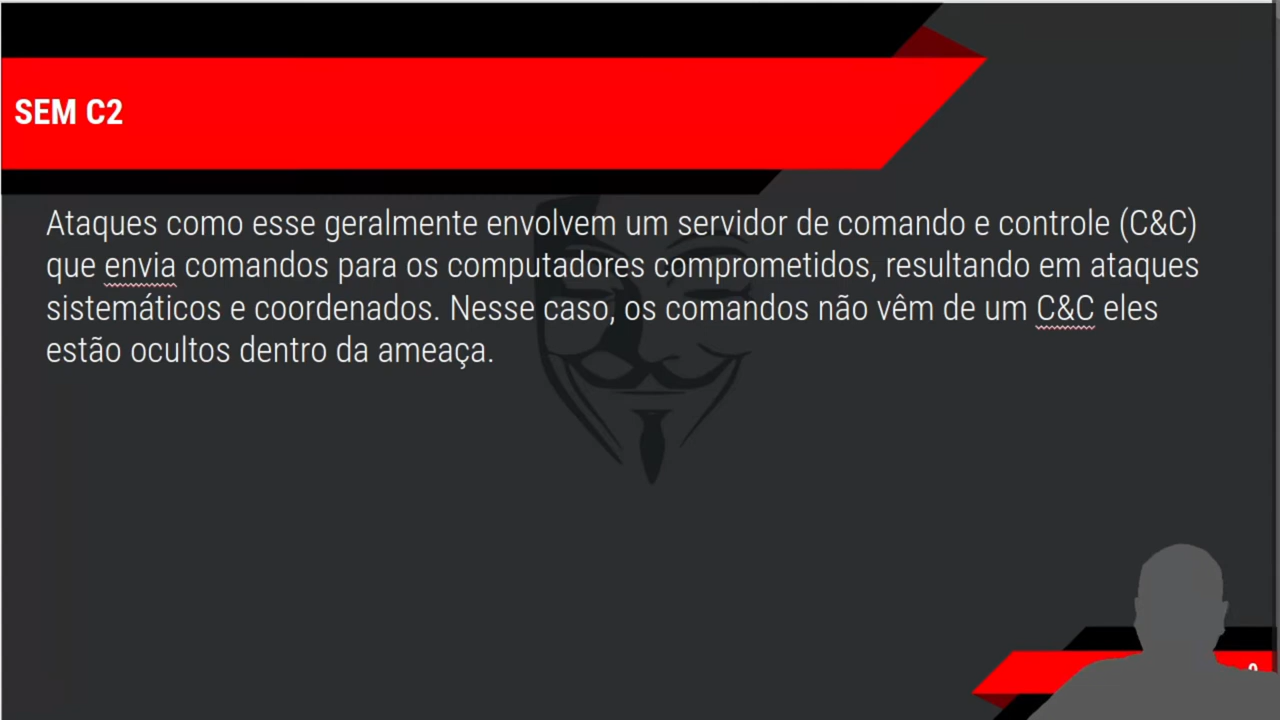 SEM C2
Ataques como esse geralmente envolvem um servidor de comando e controle (C&C)
que envia comandos para os computadores comprometidos, resultando em ataques
sistemáticos e coordenados. Nesse caso, os comandos não vêm de um C&C eles
estão ocultos dentro da ameaça.